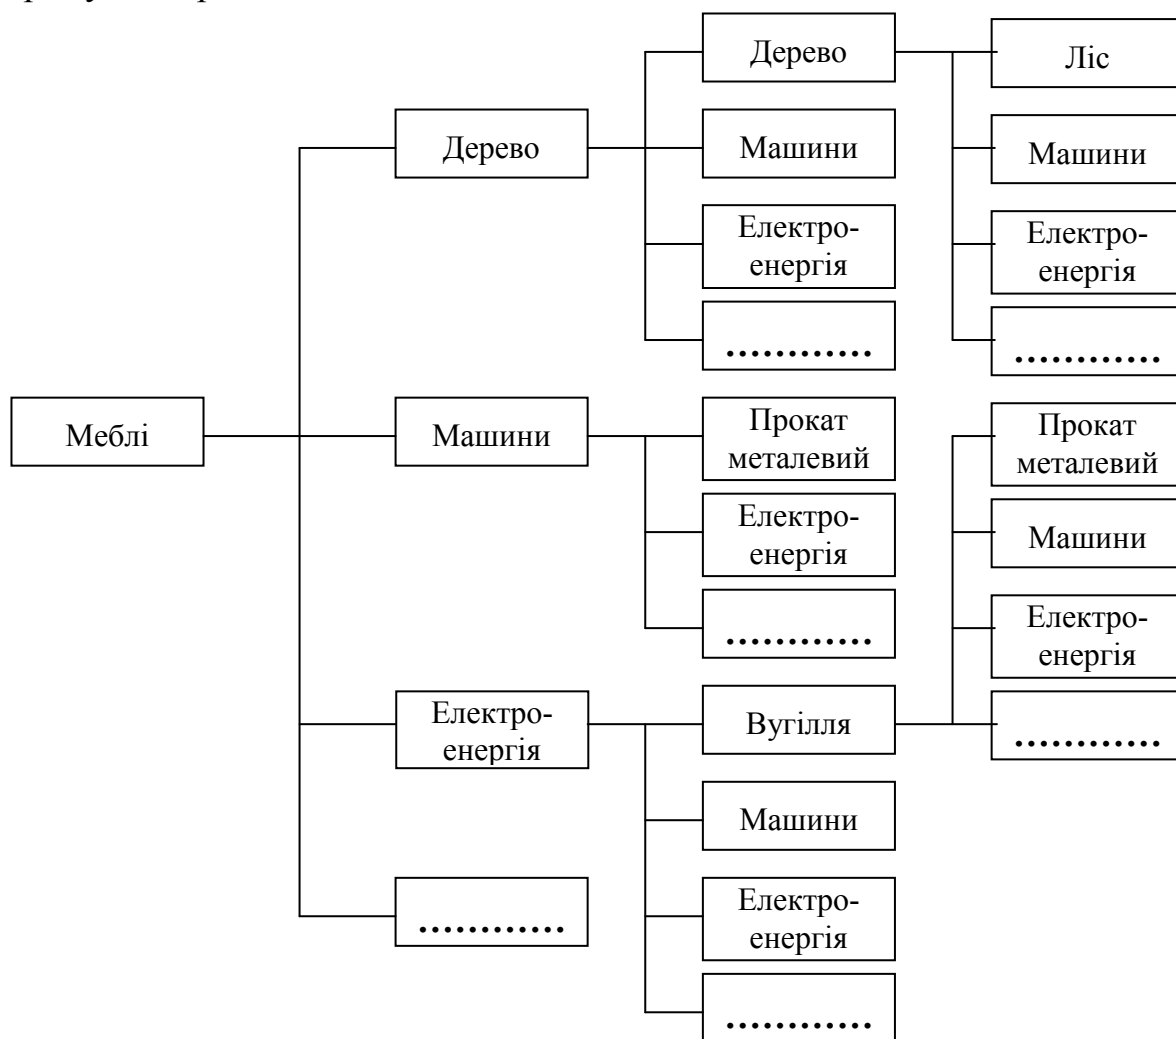 Дерево
Ліс
Дерево
Машини
Машини
Електро-
енергія
Електро-
енергія
............
............
Меблі
Машини
Прокат
металевий
Прокат
металевий
Електро-
енергія
Машини
............
Електро-
енергія
Електро-
енергія
Вугілля
............
Машини
............
Електро-
енергія
............